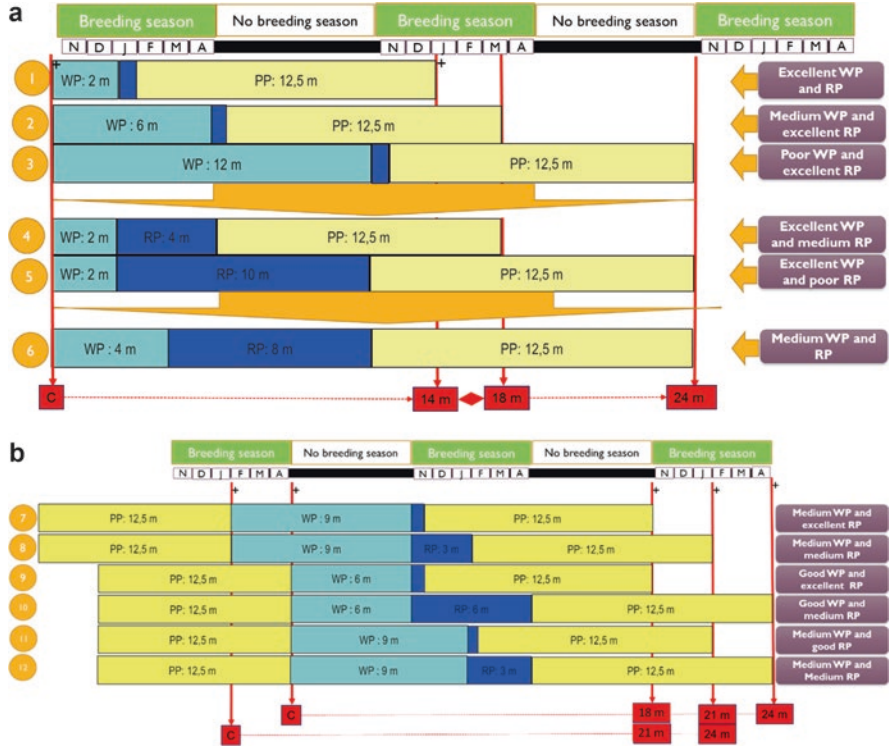 a
Breeding season No breeding season Breeding season No breeding season Breeding season
N D J F M A N D J F M A N D J F M A
+ +
1 WP: 2 m PP: 12,5 m Excellent WP
and RP
2 WP: 6 m PP: 12,5 m Medium WP and
excellent RP
3 WP : 12 m PP: 12,5 m Poor WP and
excellent RP
4 WP: 2 m RP: 4 m PP: 12,5 m Excellent WP
and medium RP
5 WP: 2 m RP: 10 m PP: 12,5 m Excellent WP
and poor RP
6 WP : 4 m RP: 8 m PP: 12,5 m Medium WP and
RP
C 14 m 18 m 24 m
b
Breeding season No breeding season Breeding season No breeding season Breeding season
N D J F M A N D J F M A N D J F M A
+ + + + +
7 PP: 12,5 m WP : 9 m PP: 12,5 m Medium WP and
excellent RP
8 PP: 12,5 m WP : 9 m RP: 3 m PP: 12,5 m Medium WP and
medium RP
9 PP: 12,5 m WP : 6 m PP: 12,5 m Good WP and
excellent RP
10 PP: 12,5 m WP : 6 m RP: 6 m PP: 12,5 m Good WP and
medium RP
11 PP: 12,5 m WP : 9 m PP: 12,5 m Medium WP and
good RP
12 PP: 12,5 m WP : 9 m RP: 3 m PP: 12,5 m Medium WP and
Medium RP
C 18 m 21 m 24 m
C 21 m 24 m